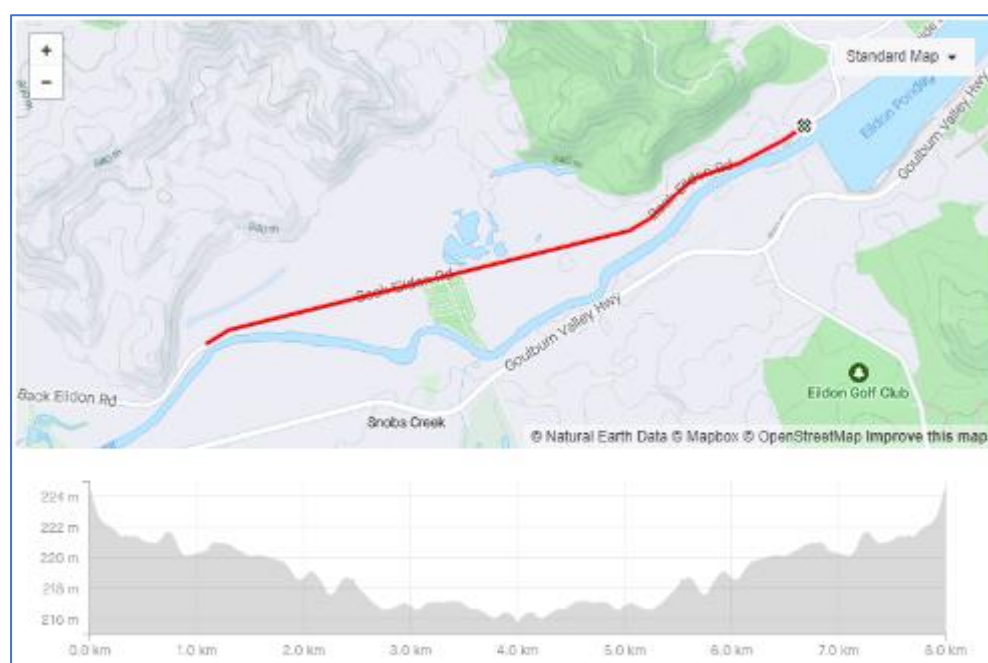 +
Standard Map
−
Eildon Pondage
Goulburn Valley Hwy
Back Eildon Rd
Back Eildon Rd
Goulburn Valley Hwy
Back Eildon Rd
Eildon Golf Club
Snobs Creek
© Natural Earth Data © Mapbox © OpenStreetMap Improve this map
224 m
222 m
220 m
218 m
216 m
0.0 km 1.0 km 2.0 km 3.0 km 4.0 km 5.0 km 6.0 km 7.0 km 8.0 km